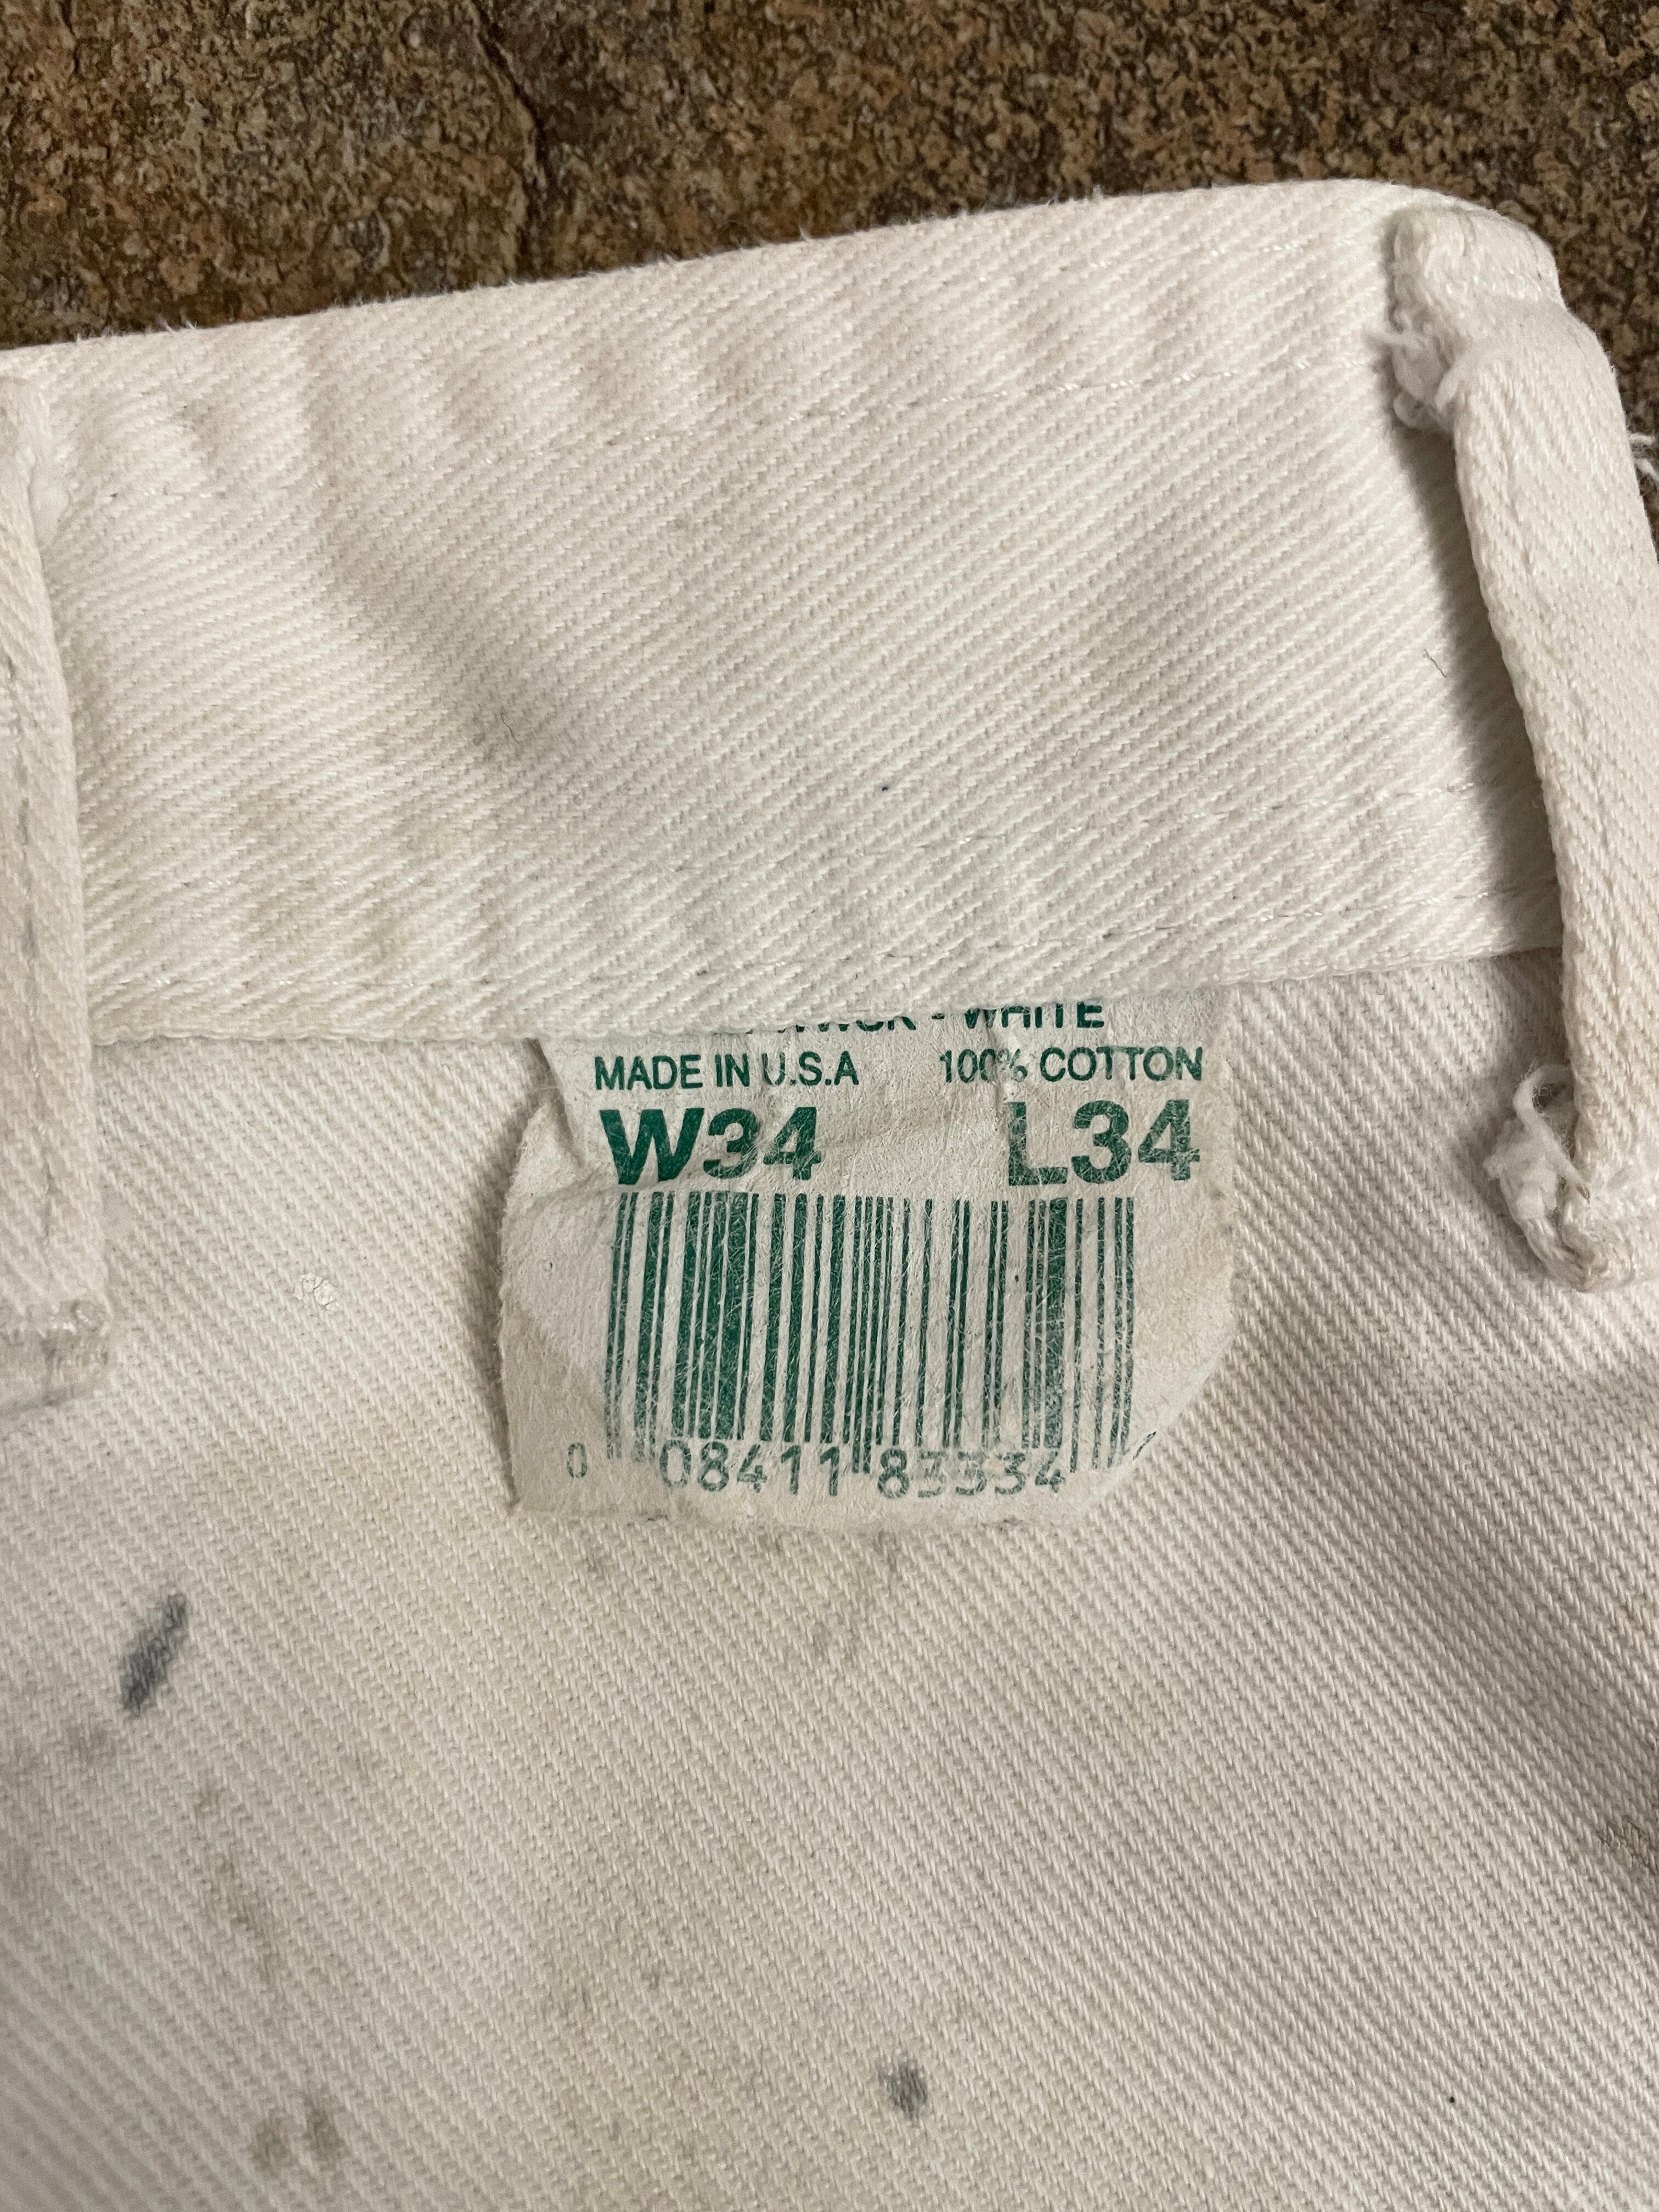 - WHITE
MADE IN U.S.A 100% COTTON
W34 L34
0 08411 83334